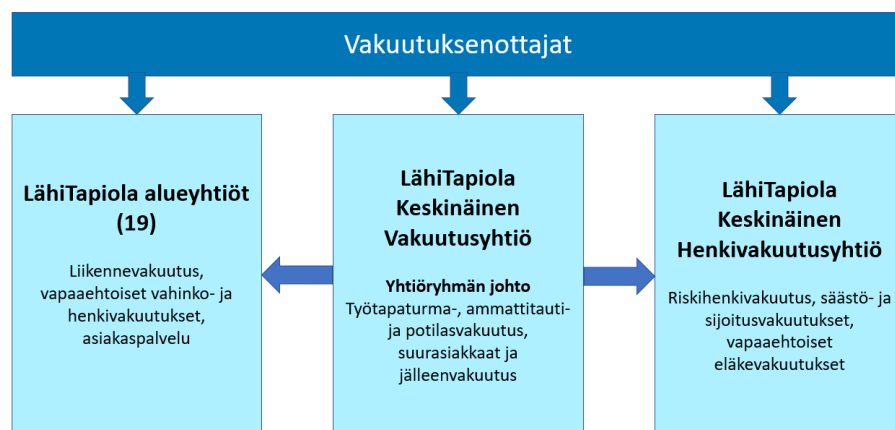 Vakuutuksenottajat
LähiTapiola alueyhtiöt
(19)
Liikennevakuutus,
vapaaehtoiset vahinko- ja
henkivakuutukset,
asiakaspalvelu
LähiTapiola
Keskinäinen
Vakuutusyhtiö
Yhtiöryhmän johto
Työtapaturma-, ammattitauti-
ja potilasvakuutus,
suurasiakkaat ja
jälleenvakuutus
LähiTapiola
Keskinäinen
Henkivakuutusyhtiö
Riskihenkivakuutus, säästö- ja
sijoitusvakuutukset,
vapaaehtoiset
eläkevakuutukset